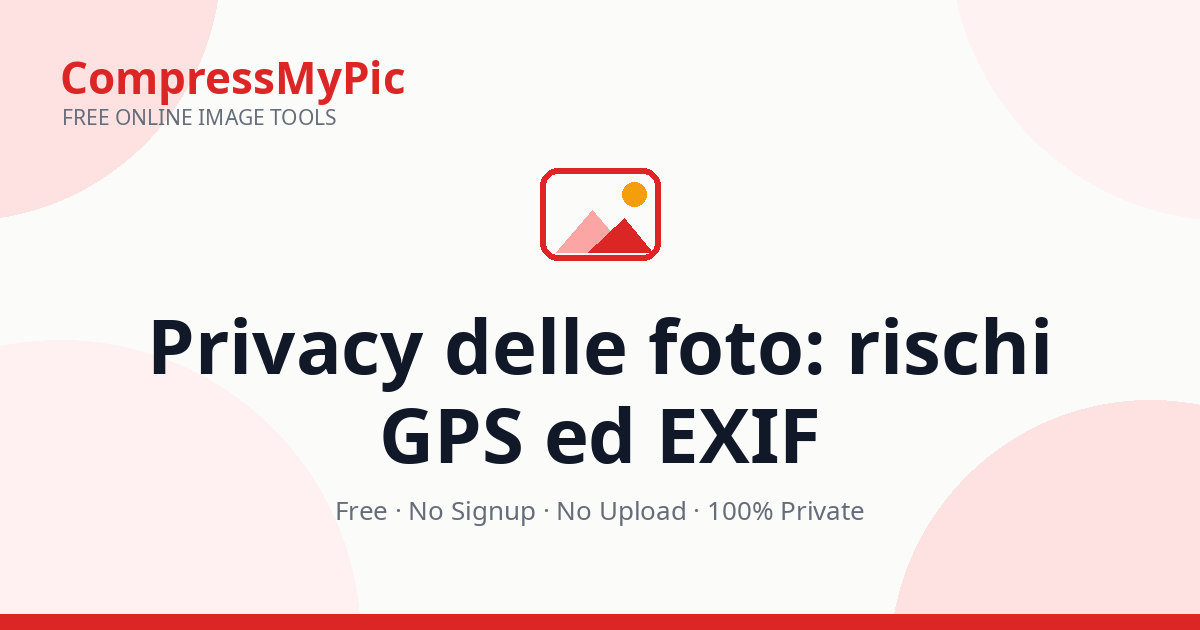 CompressMyPic
FREE ONLINE IMAGE TOOLS
Privacy delle foto: rischi
GPS ed EXIF
Free · No Signup · No Upload · 100% Private